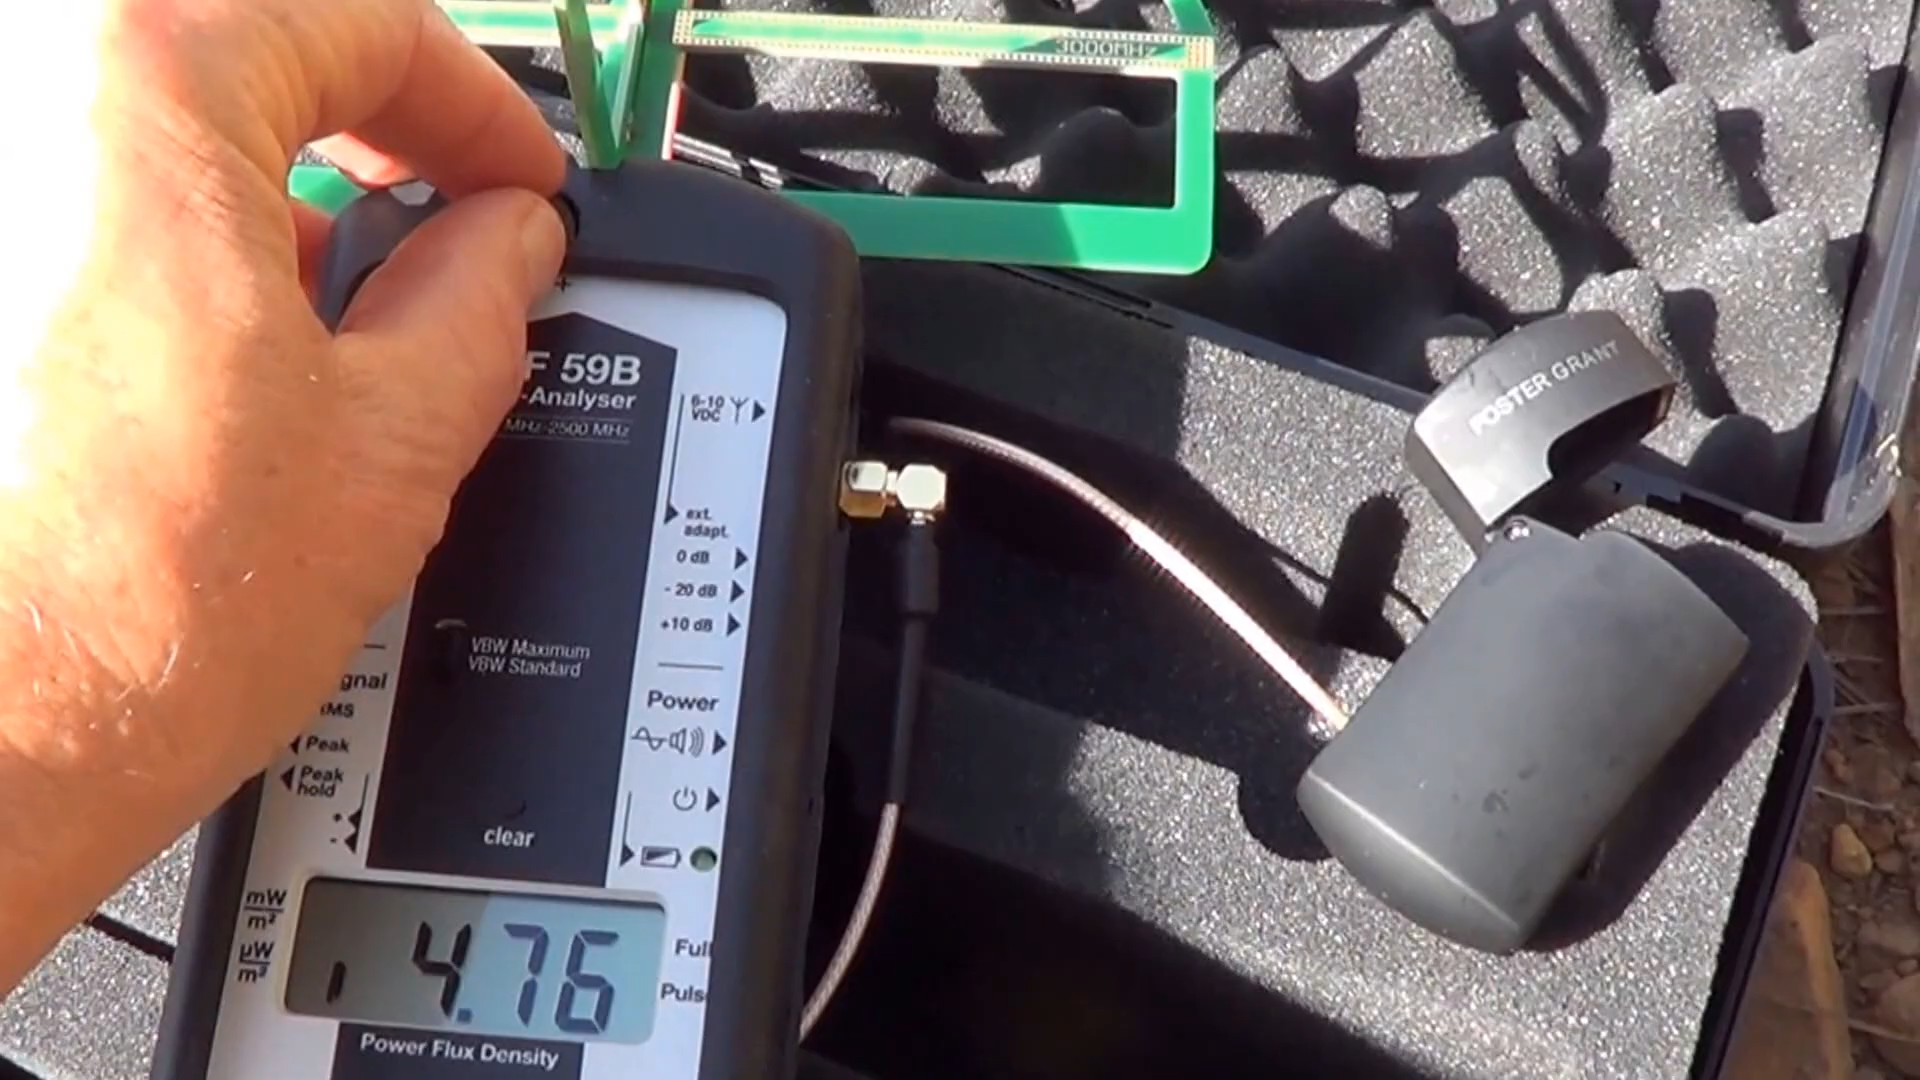 3000MHz
+
F 59B
-Analyser
MHz-2500 MHz
6-10
VDC
ext.
adapt.
0 dB
- 20 dB
+10 dB
VBW Maximum
VBW Standard
Power
gnal
MS
Peak
Peak
hold
clear
mW
m²
µW
m²
4.76
Full
Puls
Power Flux Density
FOSTER GRANT